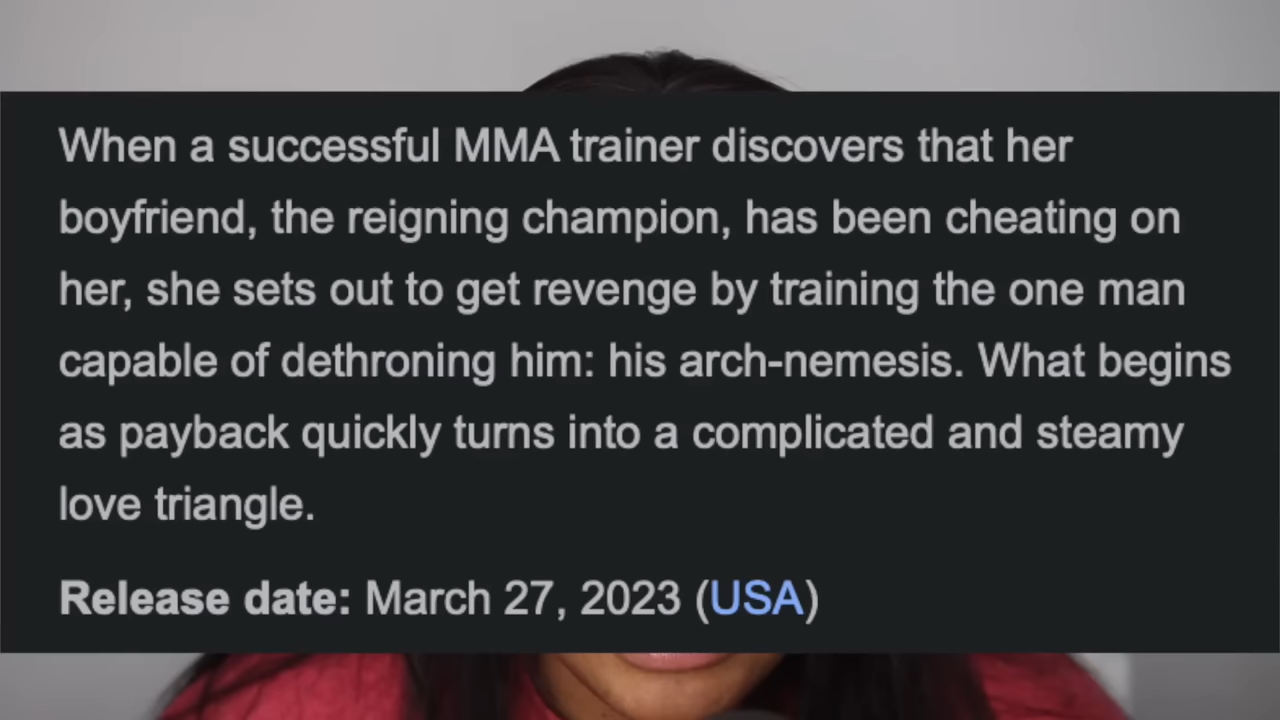 When a successful MMA trainer discovers that her
boyfriend, the reigning champion, has been cheating on
her, she sets out to get revenge by training the one man
capable of dethroning him: his arch-nemesis. What begins
as payback quickly turns into a complicated and steamy
love triangle.
Release date: March 27, 2023 (USA)